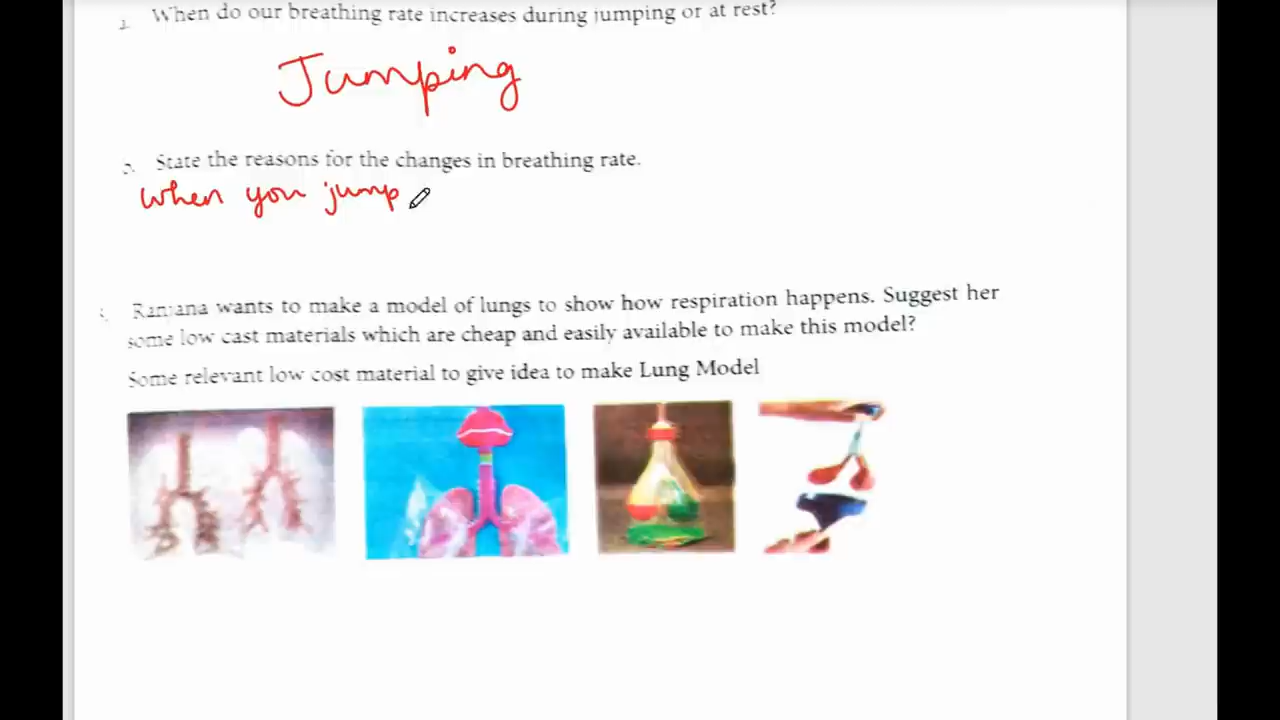 When do our breathing rate increases during jumping or at rest?
Jumping
State the reasons for the changes in breathing rate.
When you jump
Ranjana wants to make a model of lungs to show how respiration happens. Suggest her
some low cast materials which are cheap and easily available to make this model?
Some relevant low cost material to give idea to make Lung Model